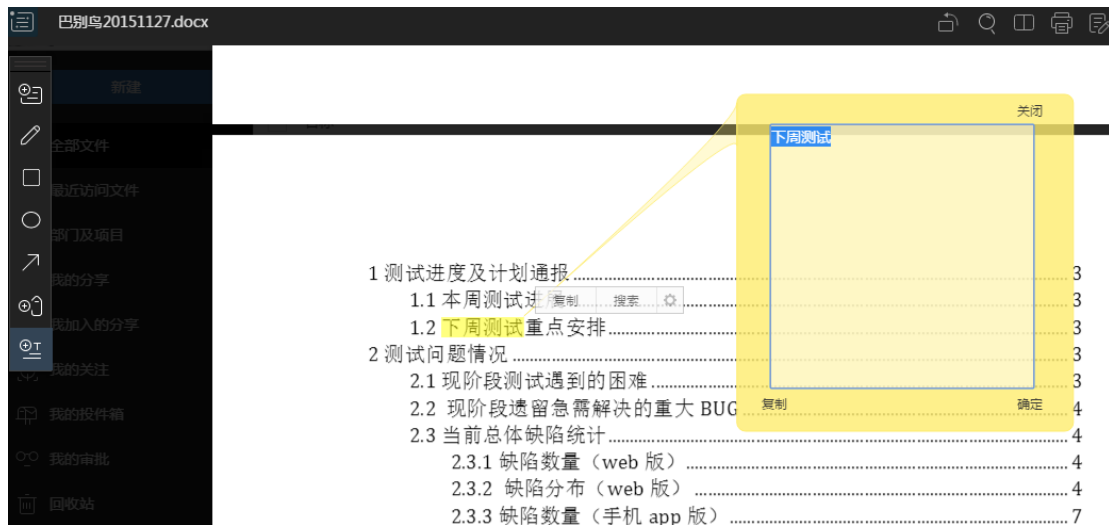 巴别鸟20151127.docx
新建
全部文件
最近访问文件
部门及项目
我的分享
我加入的分享
我的关注
我的投件箱
我的审批
回收站
关闭
下周测试
复制
确定
1 测试进度及计划通报 3
1.1 本周测试进展 3
复制 搜索
1.2 下周测试重点安排 3
2 测试问题情况 3
2.1 现阶段测试遇到的困难 3
2.2 现阶段遗留急需解决的重大 BUG 4
2.3 当前总体缺陷统计 4
2.3.1 缺陷数量（web 版） 4
2.3.2 缺陷分布（web 版） 4
2.3.3 缺陷数量（手机 app 版） 7